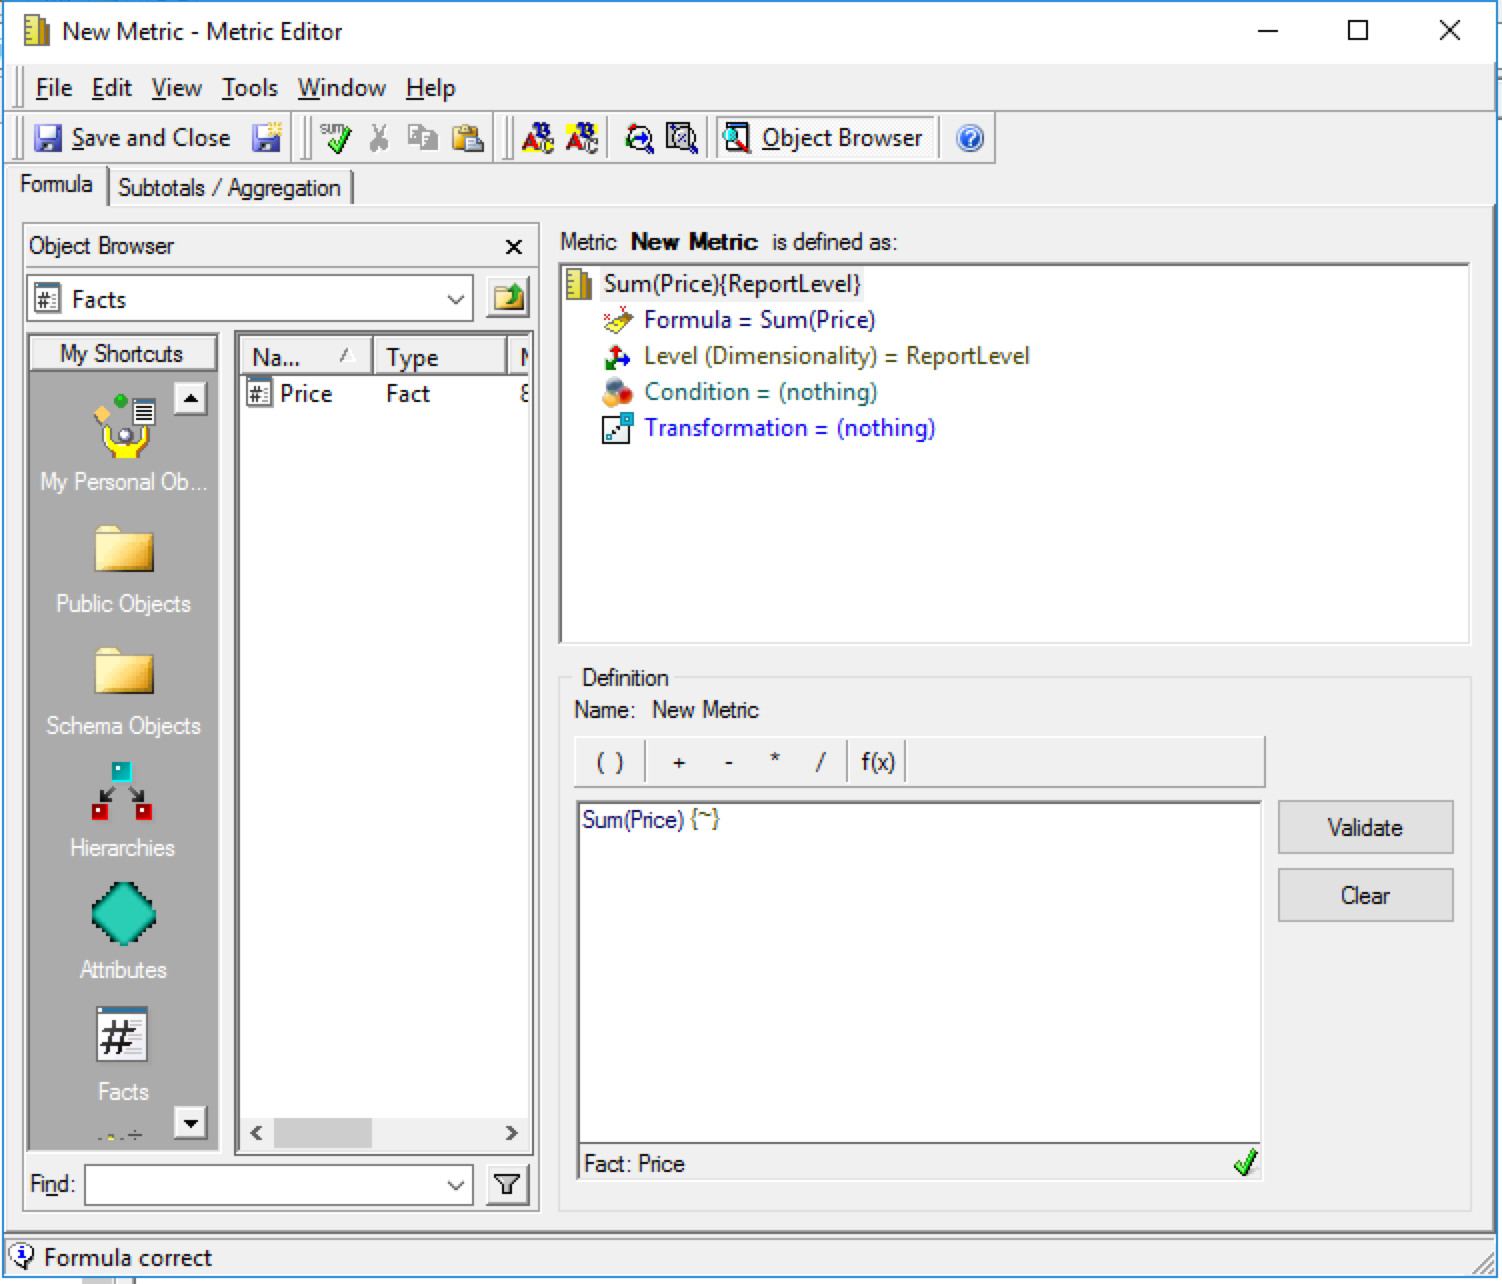 New Metric - Metric Editor
File Edit View Tools Window Help
Save and Close
Object Browser
Formula
Subtotals / Aggregation
Object Browser
Facts
My Shortcuts
My Personal Ob...
Public Objects
Schema Objects
Hierarchies
Attributes
Facts
Na... Type
Price Fact
Find:
Metric New Metric is defined as:
Sum(Price){ReportLevel}
Formula = Sum(Price)
Level (Dimensionality) = ReportLevel
Condition = (nothing)
Transformation = (nothing)
Definition
Name: New Metric
( ) + - * / f(x)
Sum(Price) {~}
Validate
Clear
Fact: Price
Formula correct